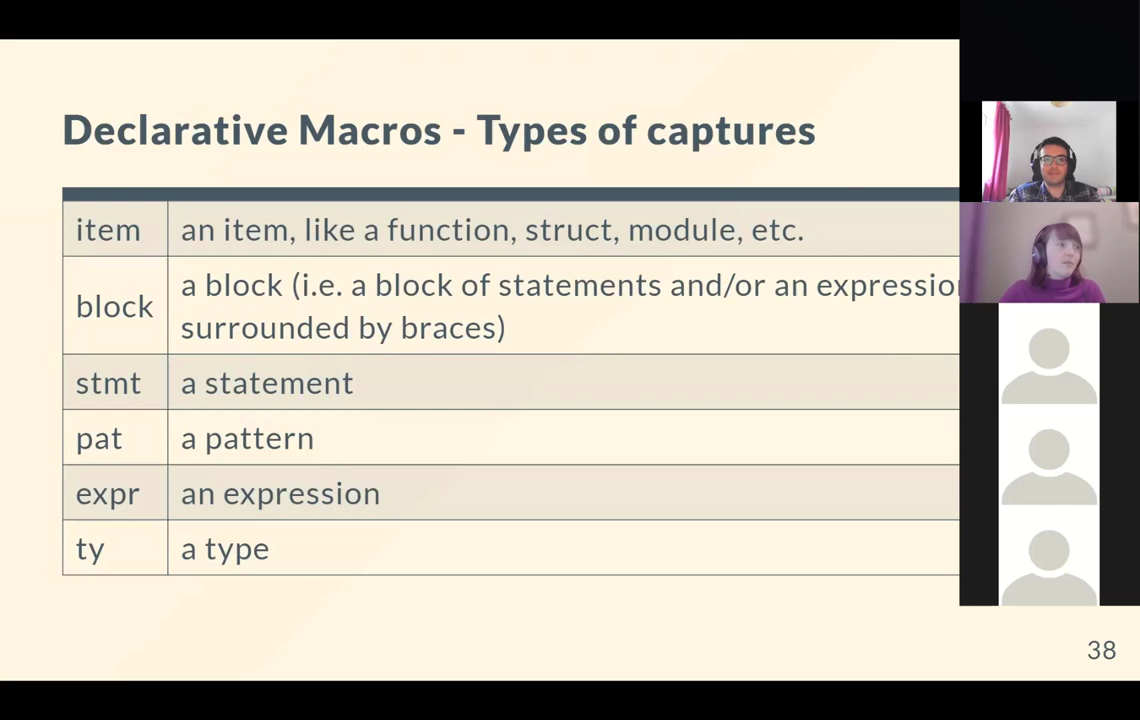 Declarative Macros - Types of captures
item an item, like a function, struct, module, etc.
block a block (i.e. a block of statements and/or an expression
surrounded by braces)
stmt a statement
pat a pattern
expr an expression
ty a type
38